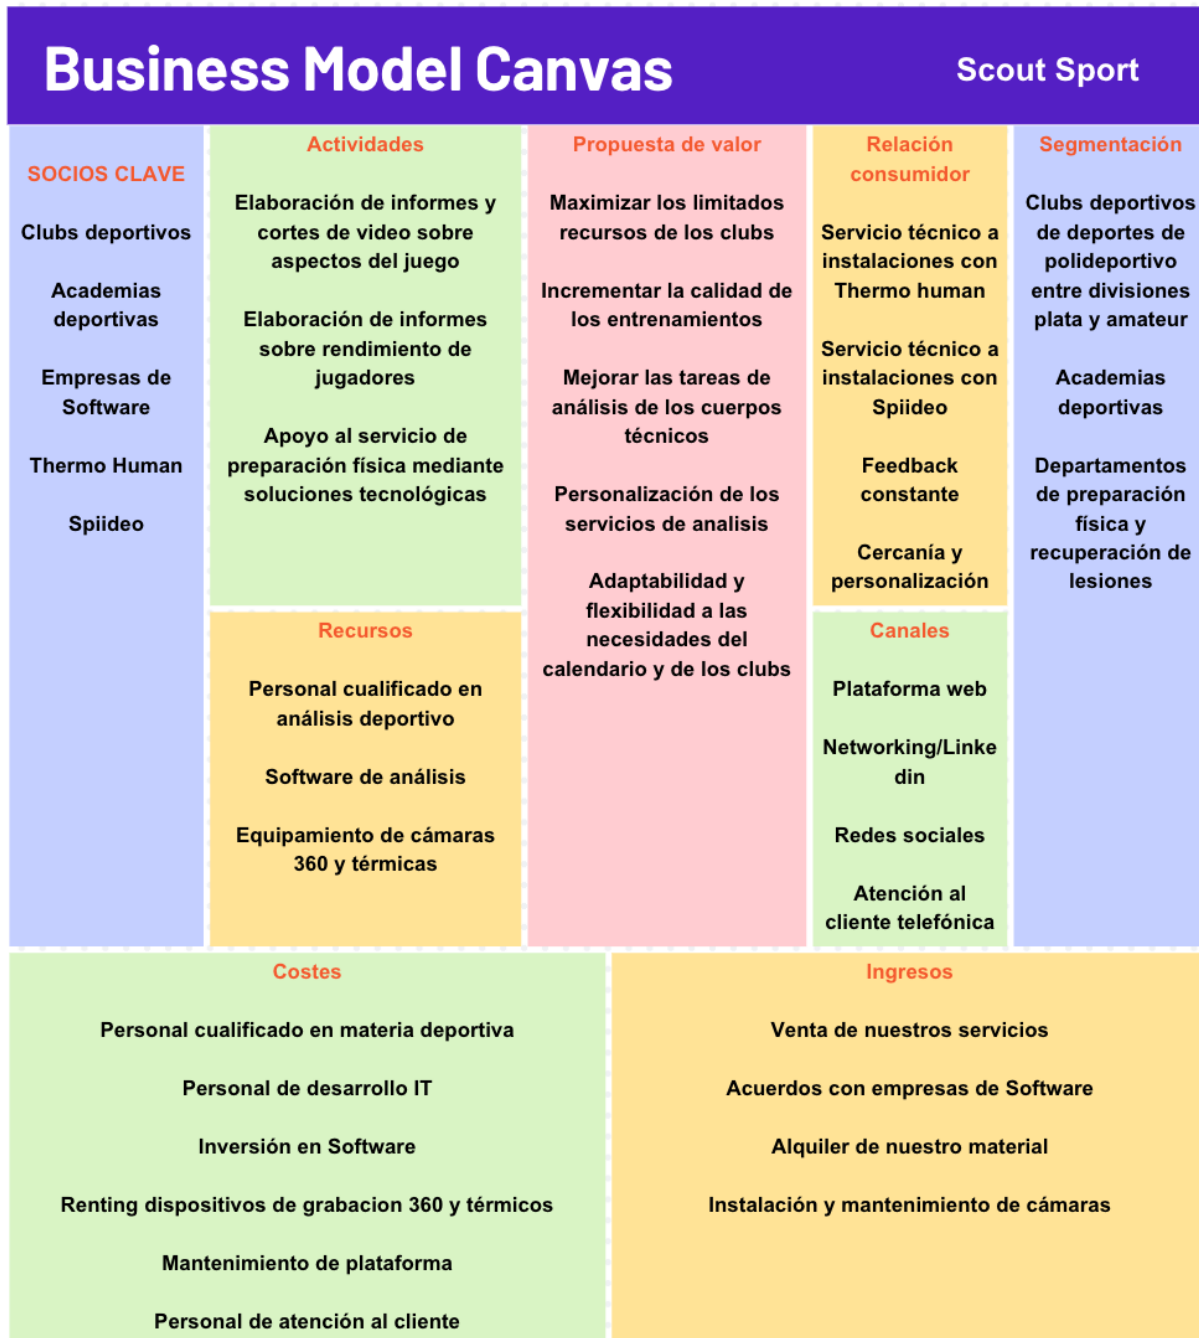 Business Model Canvas
Scout Sport
SOCIOS CLAVE
Clubs deportivos
Academias
deportivas
Empresas de
Software
Thermo Human
Spiideo
Actividades
Elaboración de informes y
cortes de video sobre
aspectos del juego
Elaboración de informes
sobre rendimiento de
jugadores
Apoyo al servicio de
preparación física mediante
soluciones tecnológicas
Recursos
Personal cualificado en
análisis deportivo
Software de análisis
Equipamiento de cámaras
360 y térmicas
Propuesta de valor
Maximizar los limitados
recursos de los clubs
Incrementar la calidad de
los entrenamientos
Mejorar las tareas de
análisis de los cuerpos
técnicos
Personalización de los
servicios de analisis
Adaptabilidad y
flexibilidad a las
necesidades del
calendario y de los clubs
Relación
consumidor
Servicio técnico a
instalaciones con
Thermo human
Servicio técnico a
instalaciones con
Spiideo
Feedback
constante
Cercanía y
personalización
Canales
Plataforma web
Networking/Linke
din
Redes sociales
Atención al
cliente telefónica
Segmentación
Clubs deportivos
de deportes de
polideportivo
entre divisiones
plata y amateur
Academias
deportivas
Departamentos
de preparación
física y
recuperación de
lesiones
Costes
Personal cualificado en materia deportiva
Personal de desarrollo IT
Inversión en Software
Renting dispositivos de grabacion 360 y térmicos
Mantenimiento de plataforma
Personal de atención al cliente
Ingresos
Venta de nuestros servicios
Acuerdos con empresas de Software
Alquiler de nuestro material
Instalación y mantenimiento de cámaras